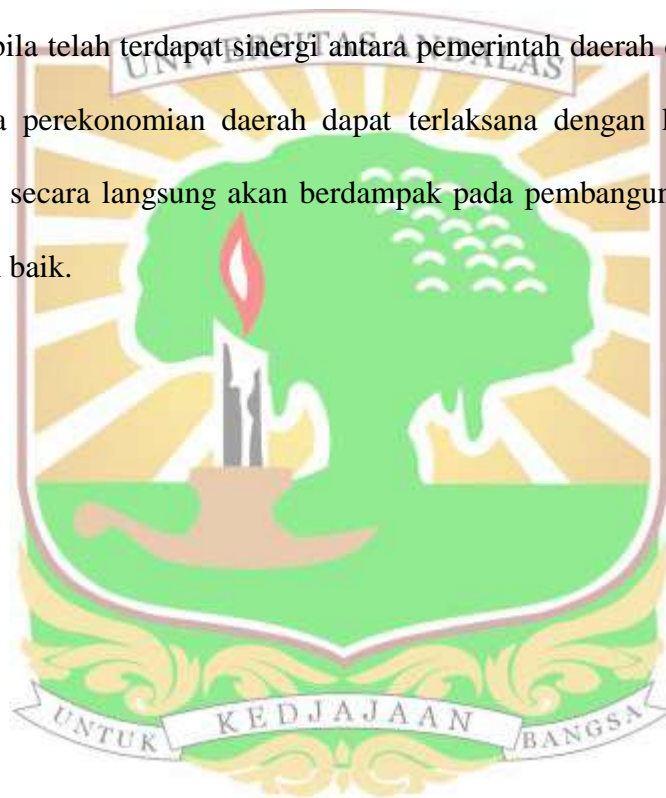 bila telah terdapat sinergi antara pemerintah daerah
UNIVERSITAS ANDALAS
perekonomian daerah dapat terlaksana dengan
secara langsung akan berdampak pada
baik.
UNTUK KEDJAJAAN BANGSA